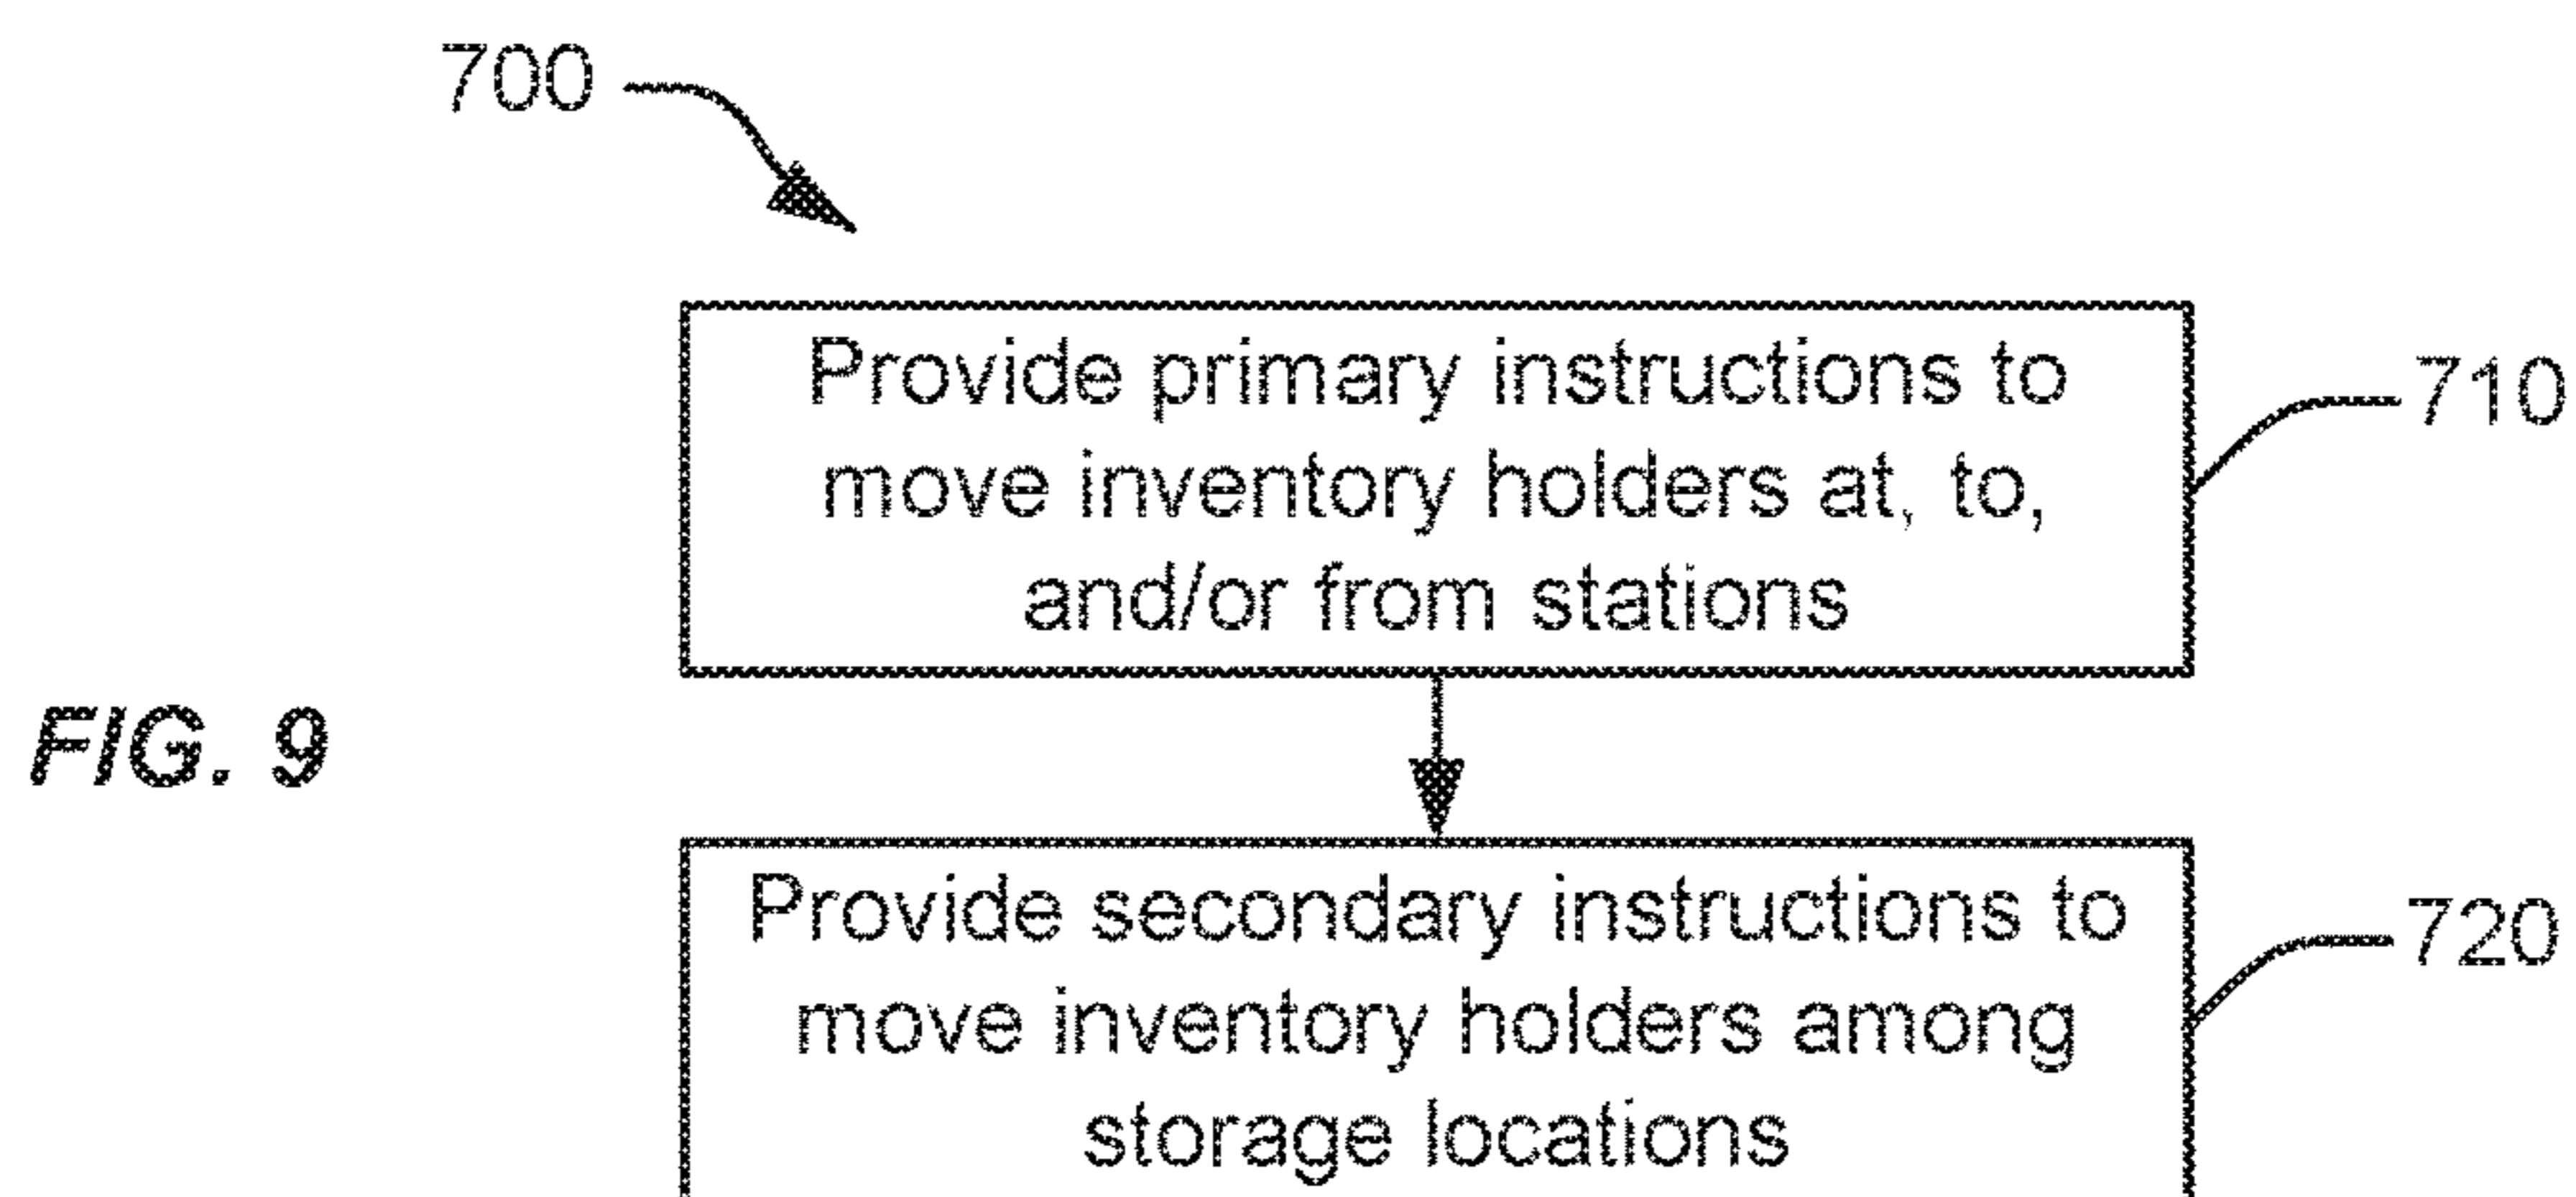 700
Provide primary instructions to
move inventory holders at, to,
and/or from stations
710
FIG. 9
Provide secondary instructions to
move inventory holders among
storage locations
720